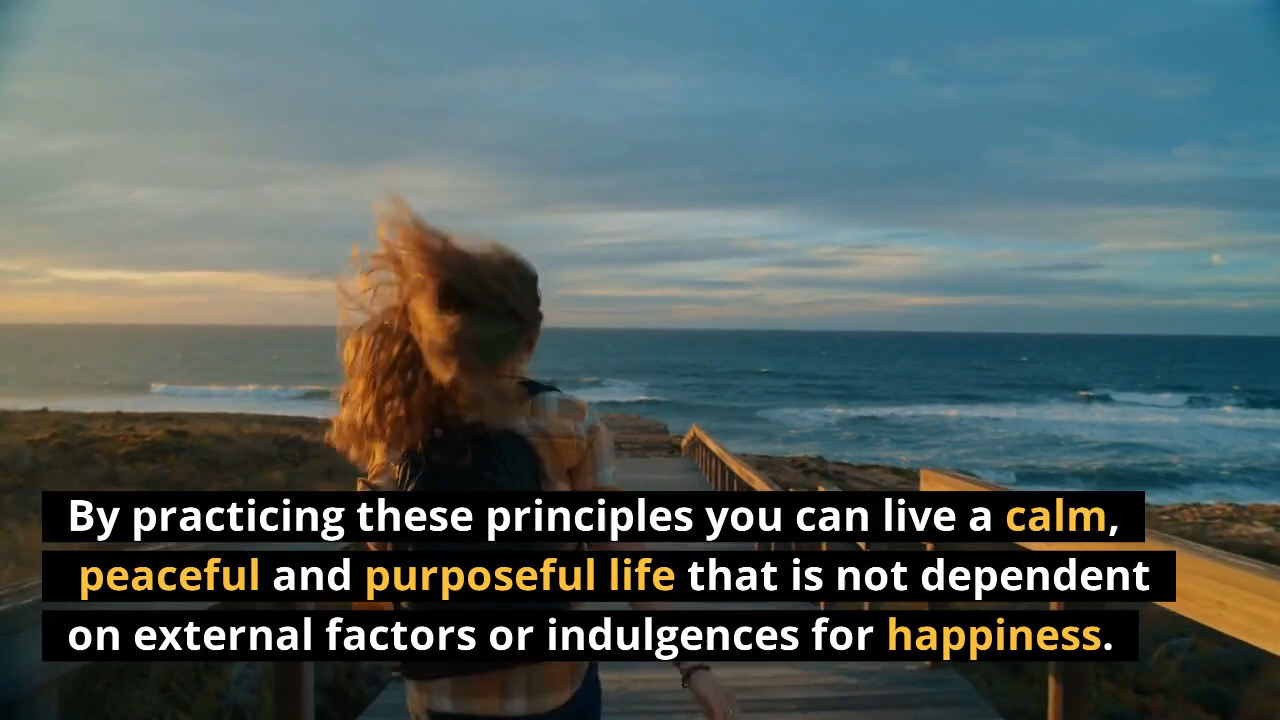 By practicing these principles you can live a calm,
peaceful and purposeful life that is not dependent
on external factors or indulgences for happiness.